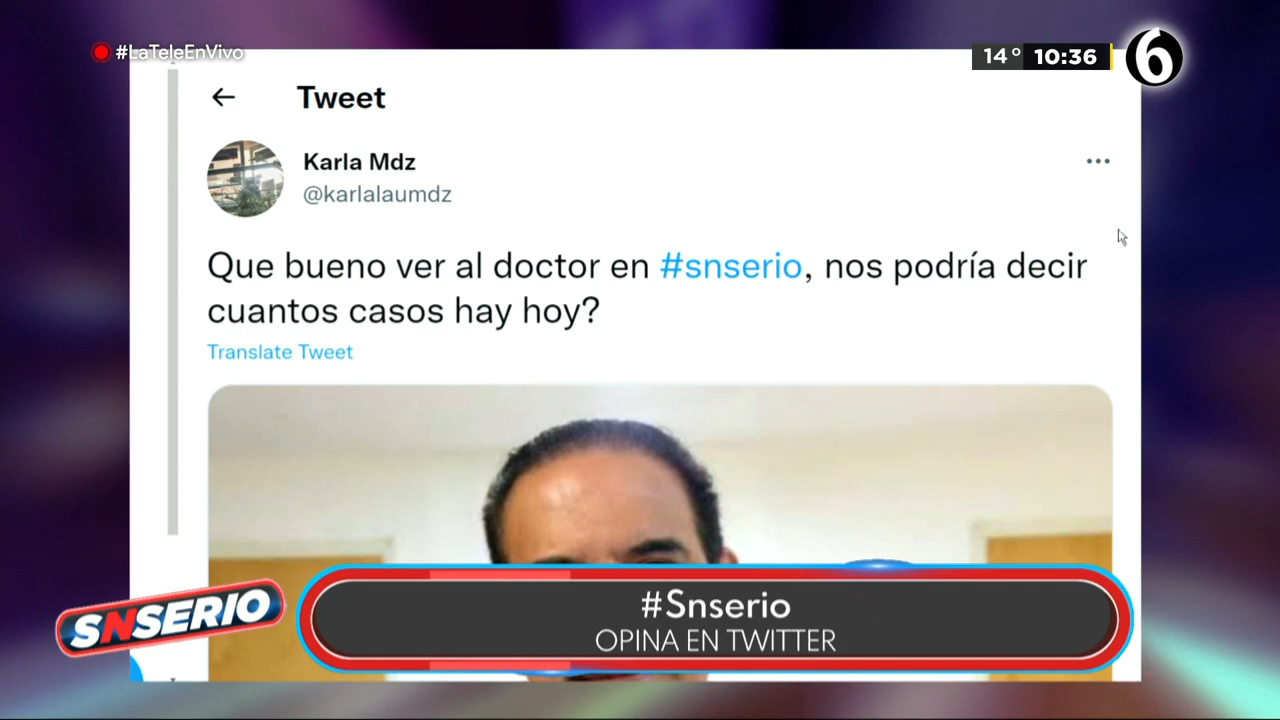 #LaTeleEnVivo
14° 10:36
6
Tweet
Karla Mdz
@karlalaumdz
Que bueno ver al doctor en #snserio, nos podría decir
cuantos casos hay hoy?
Translate Tweet
SNSERIO
#Snserio
OPINA EN TWITTER